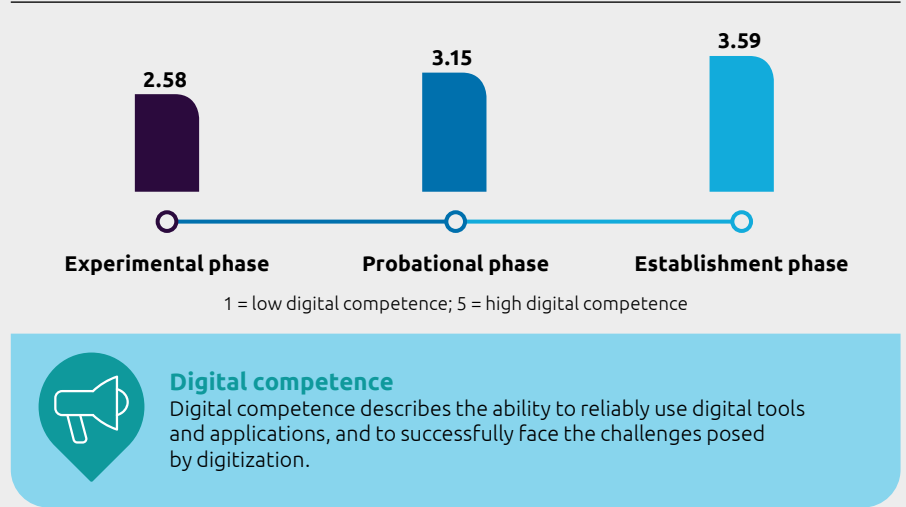 2.58
3.15
3.59
Experimental phase
Probational phase
Establishment phase
1 = low digital competence; 5 = high digital competence
Digital competence
Digital competence describes the ability to reliably use digital tools
and applications, and to successfully face the challenges posed
by digitization.